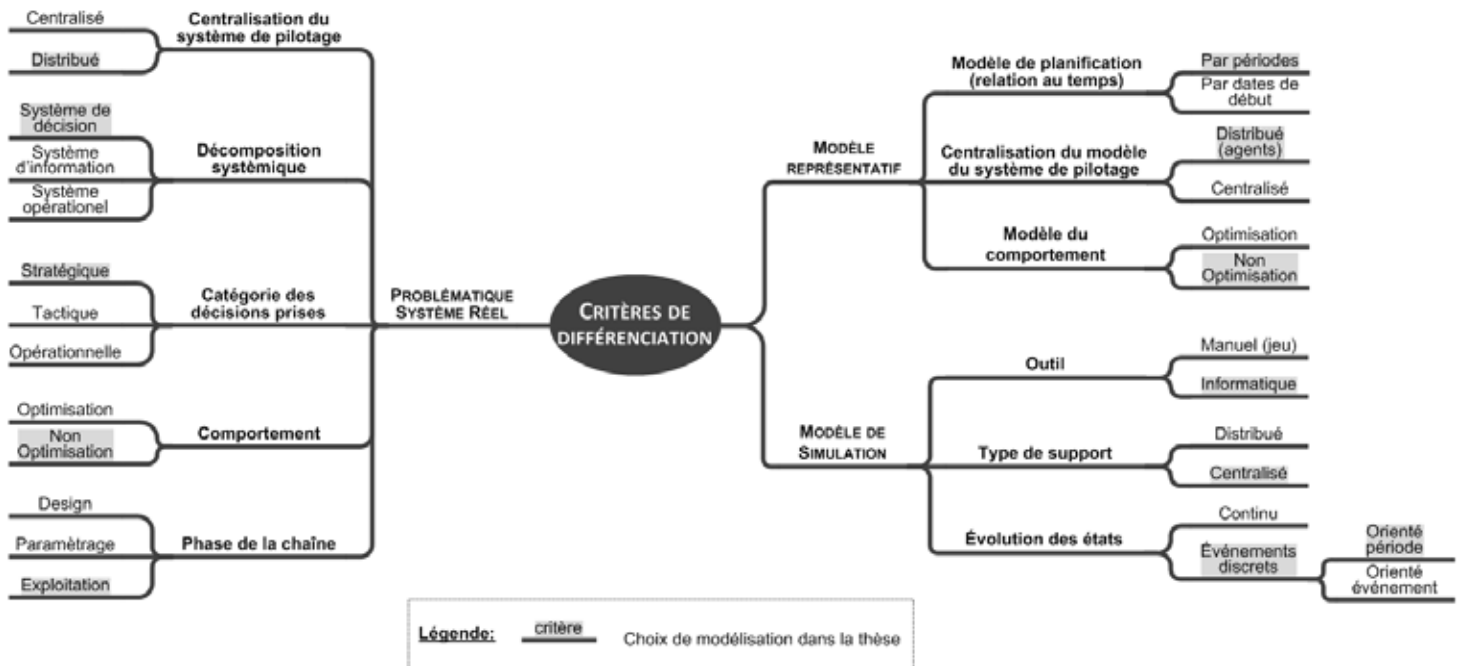 Centralisé
Distribué
Centralisation du
système de pilotage
Système de
décision
Système
d'information
Système
opérationel
Décomposition
systèmique
Stratégique
Tactique
Opérationnelle
Catégorie des
décisions prises
Optimisation
Non
Optimisation
Comportement
Design
Paramètrage
Exploitation
Phase de la chaîne
PROBLÉMATIQUE
SYSTÈME RÉEL
CRITÈRES DE
DIFFÉRENCIATION
MODÈLE
REPRÉSENTATIF
Modèle de planification
(relation au temps)
Par périodes
Par dates de
début
Centralisation du modèle
du système de pilotage
Distribué
(agents)
Centralisé
Modèle du
comportement
Optimisation
Non
Optimisation
MODÈLE DE
SIMULATION
Outil
Manuel (jeu)
Informatique
Type de support
Distribué
Centralisé
Évolution des états
Continu
Événements
discrets
Orienté
période
Orienté
événement
Légende:
critère
Choix de modélisation dans la thèse